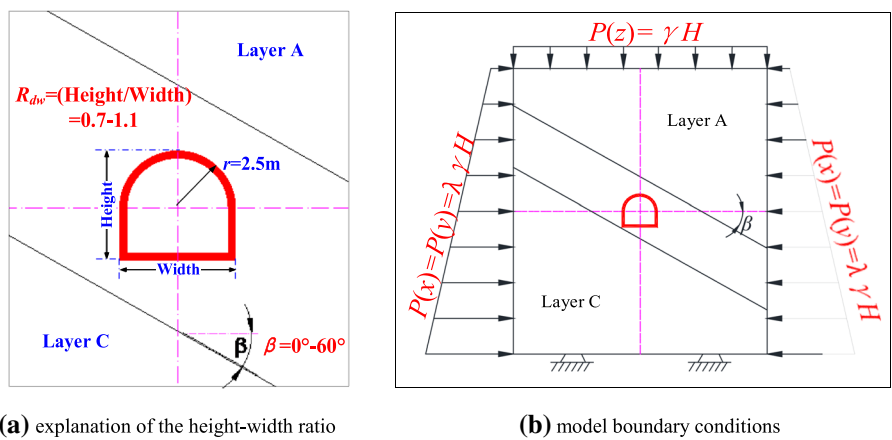 Layer A
R_dw=(Height/Width)
=0.7-1.1
r=2.5m
Height
Width
Layer C
β
β=0°-60°
(a) explanation of the height-width ratio
P(z)= γ H
Layer A
P(x)=P(y)=λ γ H
P(x)=P(y)=λ γ H
β
Layer C
(b) model boundary conditions